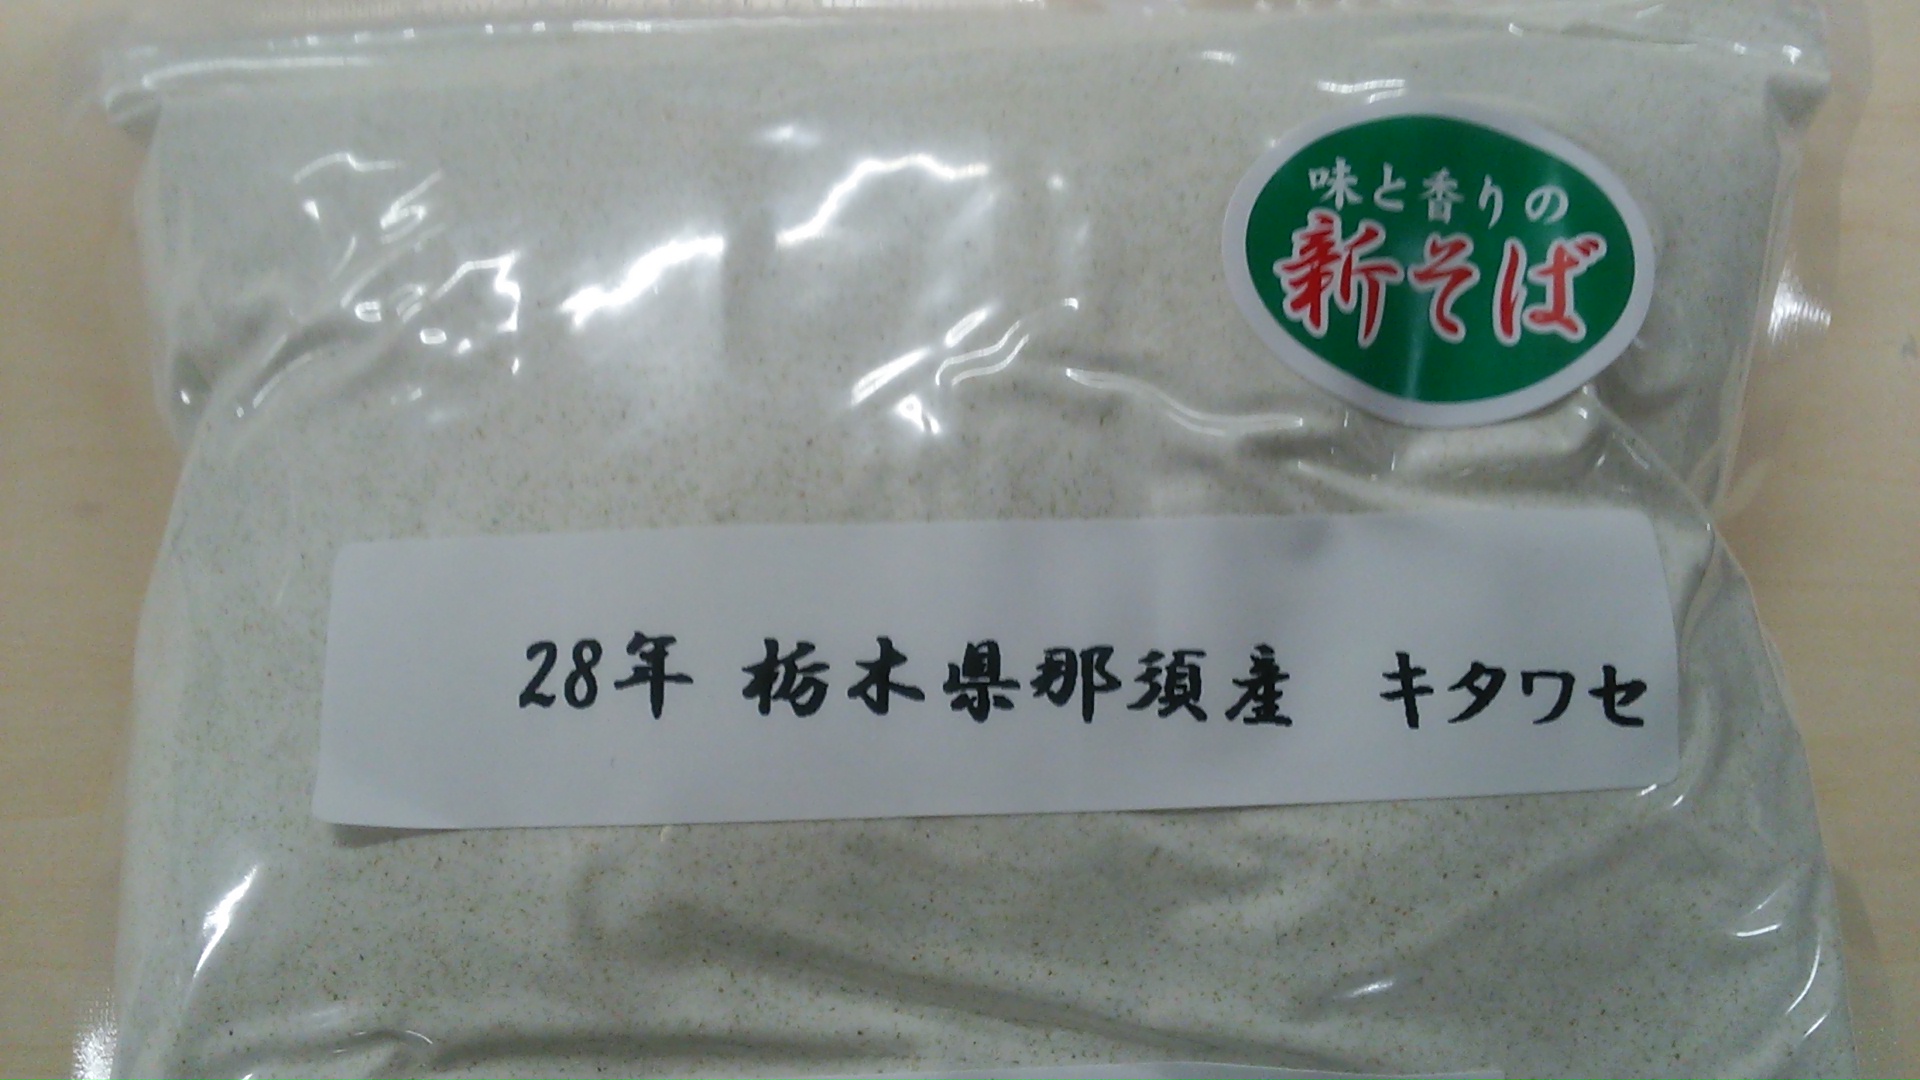 味と香りの
新そば
28年 栃木県那須産 キタワセ